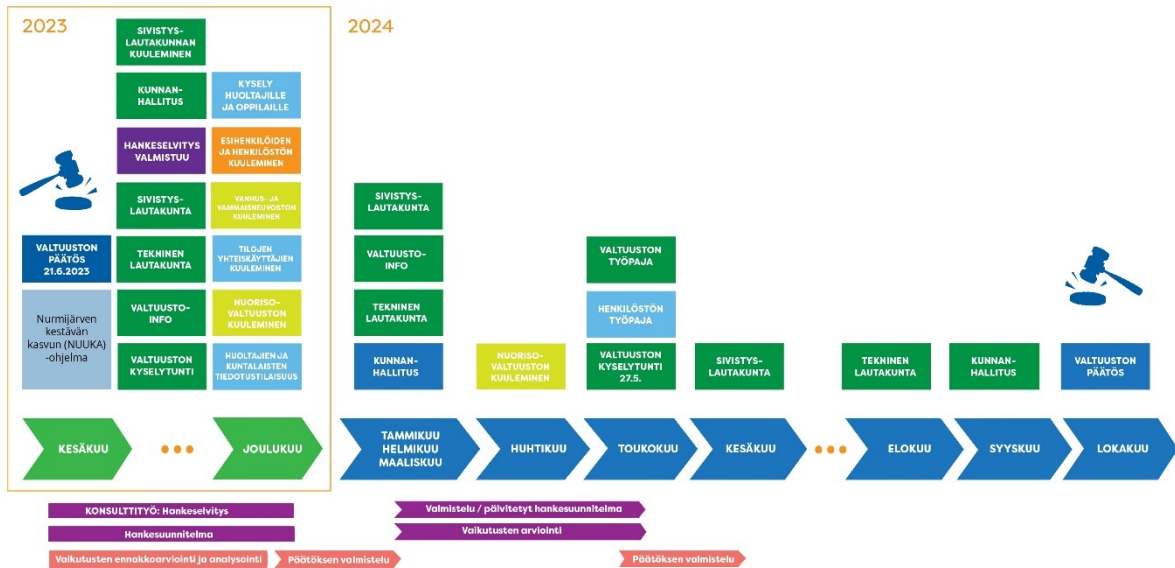 2023
2024
SIVISTYS-
LAUTAKUNNAN
KUULEMINEN
KUNNAN-
HALLITUS
KYSELY
HUOLTAJILLE
JA OPPILAILLE
HANKESELVITYS
VALMISTUU
ESIHENKILÖIDEN
JA HENKILÖSTÖN
KUULEMINEN
SIVISTYS-
LAUTAKUNTA
VANHUS- JA
VAMMAISNEUVOSTON
KUULEMINEN
VALTUUSTON
PÄÄTÖS
21.6.2023
TEKNINEN
LAUTAKUNTA
TILOJEN
YHTEISKÄYTTÄJIEN
KUULEMINEN
Nurmijärven
kestävän
kasvun (NUUKA)
-ohjelma
VALTUUSTO-
INFO
NUORISO-
VALTUUSTON
KUULEMINEN
VALTUUSTON
KYSELYTUNTI
HUOLTAJIEN JA
KUNTALAISTEN
TIEDOTUSTILAISUUS
SIVISTYS-
LAUTAKUNTA
VALTUUSTO-
INFO
TEKNINEN
LAUTAKUNTA
KUNNAN-
HALLITUS
NUORISO-
VALTUUSTON
KUULEMINEN
VALTUUSTON
TYÖPAJA
HENKILÖSTÖN
TYÖPAJA
VALTUUSTON
KYSELYTUNTI
27.5.
SIVISTYS-
LAUTAKUNTA
TEKNINEN
LAUTAKUNTA
KUNNAN-
HALLITUS
VALTUUSTON
PÄÄTÖS
KESÄKUU
JOULUKUU
TAMMIKUU
HELMIKUU
MAALISKUU
HUHTIKUU
TOUKOKUU
KESÄKUU
ELOKUU
SYYSKUU
LOKAKUU
KONSULTTITYÖ: Hankeselvitys
Valmistelu / päivitetyt hankesuunnitelma
Hankesuunnitelma
Vaikutusten arviointi
Vaikutusten ennakkoarviointi ja analysointi
Päätöksen valmistelu
Päätöksen valmistelu